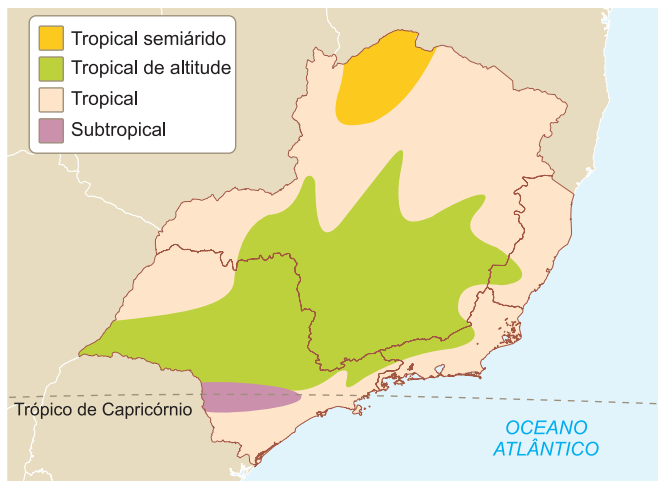 Tropical semiárido
Tropical de altitude
Tropical
Subtropical
Trópico de Capricórnio
OCEANO
ATLÂNTICO